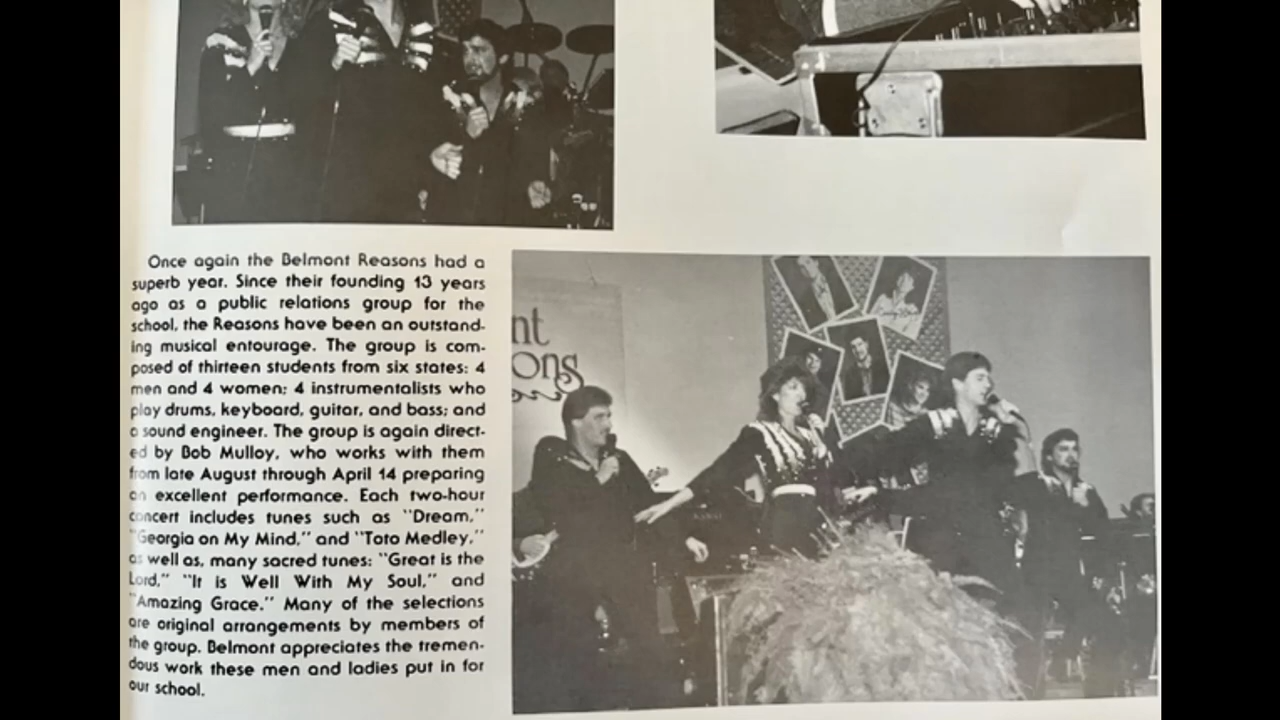 Once again the Belmont Reasons had a
superb year. Since their founding 13 years
ago as a public relations group for the
school, the Reasons have been an outstand-
ing musical entourage. The group is com-
posed of thirteen students from six states: 4
men and 4 women; 4 instrumentalists who
play drums, keyboard, guitar, and bass; and
a sound engineer. The group is again direct-
ed by Bob Mulloy, who works with them
from late August through April 14 preparing
an excellent performance. Each two-hour
concert includes tunes such as "Dream,"
"Georgia on My Mind," and "Toto Medley,"
as well as, many sacred tunes: "Great is the
Lord," "It is Well With My Soul," and
"Amazing Grace." Many of the selections
are original arrangements by members of
the group. Belmont appreciates the tremen-
dous work these men and ladies put in for
our school.
nt
ons